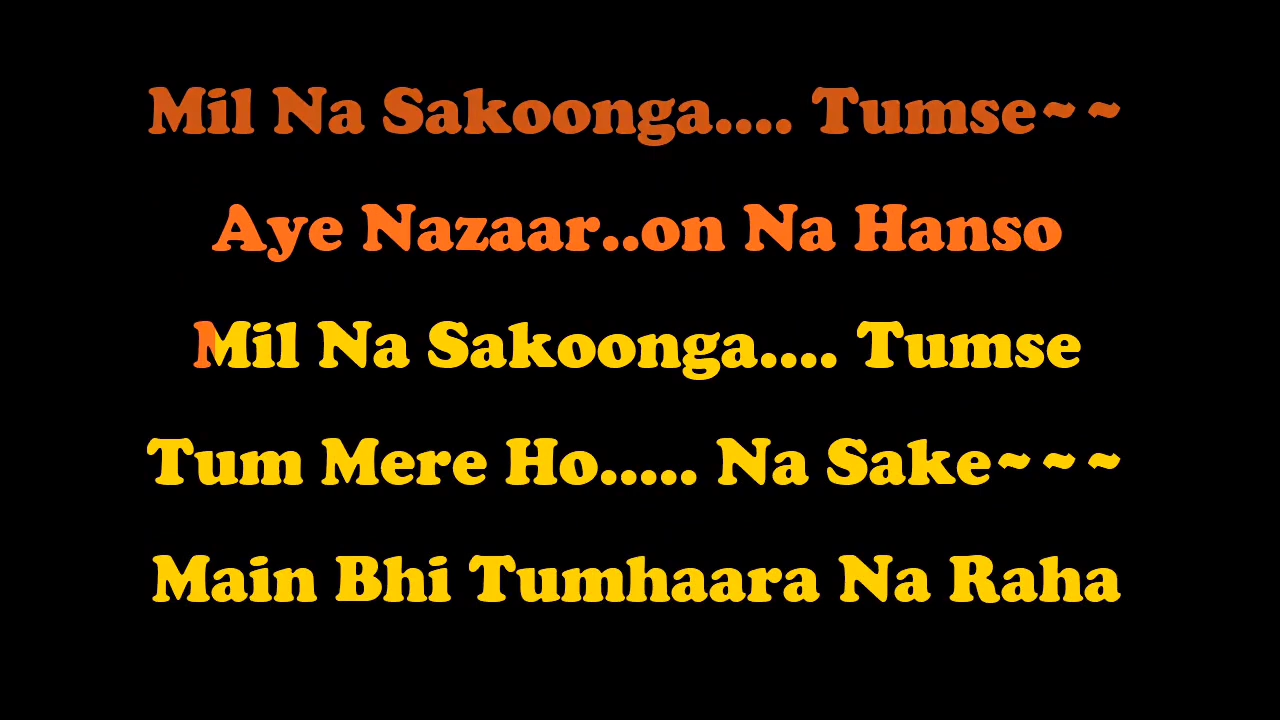 Mil Na Sakoonga.... Tumse~~
Aye Nazaar..on Na Hanso
Mil Na Sakoonga.... Tumse
Tum Mere Ho..... Na Sake~~~
Main Bhi Tumhaara Na Raha